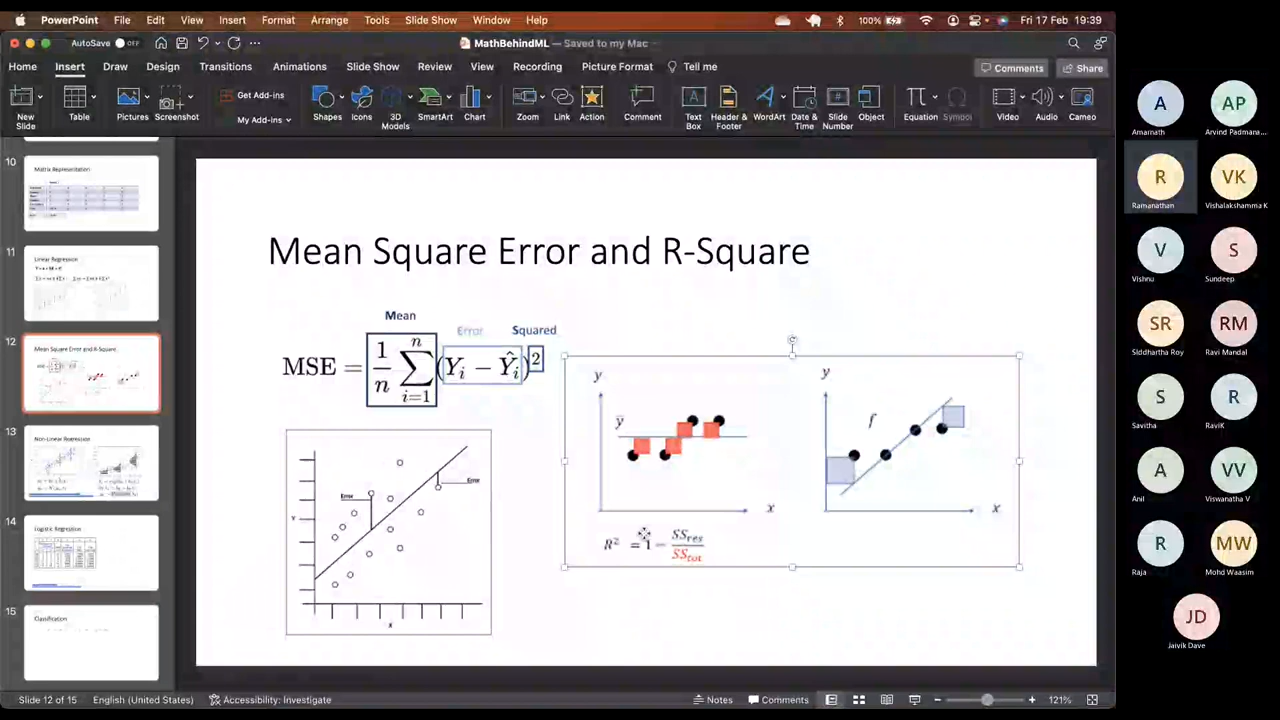 PowerPoint File Edit View Insert Format Arrange Tools Slide Show Window Help 100% Fri 17 Feb 19:39
AutoSave OFF MathBehindML — Saved to my Mac
Home Insert Draw Design Transitions Animations Slide Show Review View Recording Picture Format Tell me Comments Share
New Slide
Table
Pictures
Screenshot
Get Add-ins
My Add-ins
Shapes
Icons
3D Models
SmartArt
Chart
Zoom
Link
Action
Comment
Text Box
Header & Footer
WordArt
Date & Time
Slide Number
Object
Equation
Symbol
Video
Audio
Cameo
10
Matrix Representation
11
Linear Regression
12
Mean Square Error and R-Square
13
Non-Linear Regression
14
Logistic Regression
15
Classification
Mean Square Error and R-Square
Mean
Error
Squared
MSE = 1/n ∑ i=1 n (Yi − Ŷi)2
Error
Error
Y
X
y
ȳ
x
R² = 1 − SSres / SStot
y
f
x
A
Amarnath
AP
Arvind Padmana...
R
Ramanathan
VK
Vishalakshamma K
V
Vishnu
S
Sundeep
SR
Siddhartha Roy
RM
Ravi Mandal
S
Savitha
R
RaviK
A
Anil
VV
Viswanatha V
R
Raja
MW
Mohd Waasim
JD
Jaivik Dave
Slide 12 of 15 English (United States) Accessibility: Investigate Notes Comments 121%